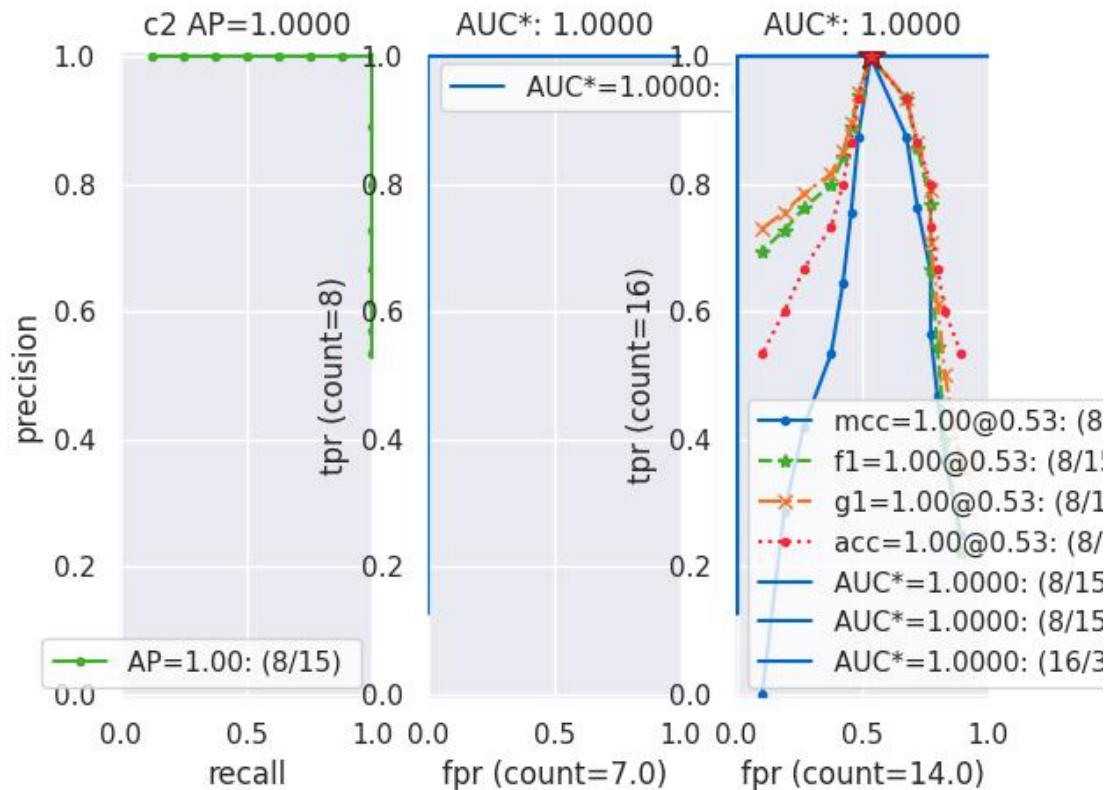 c2 AP=1.0000
AUC*: 1.0000
AUC*: 1.0000
1.0
0.8
0.6
0.4
0.2
0.0
precision
0.0
0.5
1.0
recall
AP=1.00: (8/15)
1.0
0.8
0.6
0.4
0.2
0.0
tpr (count=8)
0.0
0.5
1.0
fpr (count=7.0)
AUC*=1.0000:
1.0
0.8
0.6
0.4
0.2
0.0
tpr (count=16)
0.0
0.5
1.0
fpr (count=14.0)
mcc=1.00@0.53: (8
f1=1.00@0.53: (8/15
g1=1.00@0.53: (8/1
acc=1.00@0.53: (8/
AUC*=1.0000: (8/15
AUC*=1.0000: (8/15
AUC*=1.0000: (16/3